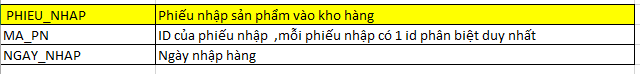 PHIEU_NHAP Phiếu nhập sản phẩm vào kho hàng
MA_PN ID của phiếu nhập ,mỗi phiếu nhập có 1 id phân biệt duy nhất
NGAY_NHAP Ngày nhập hàng